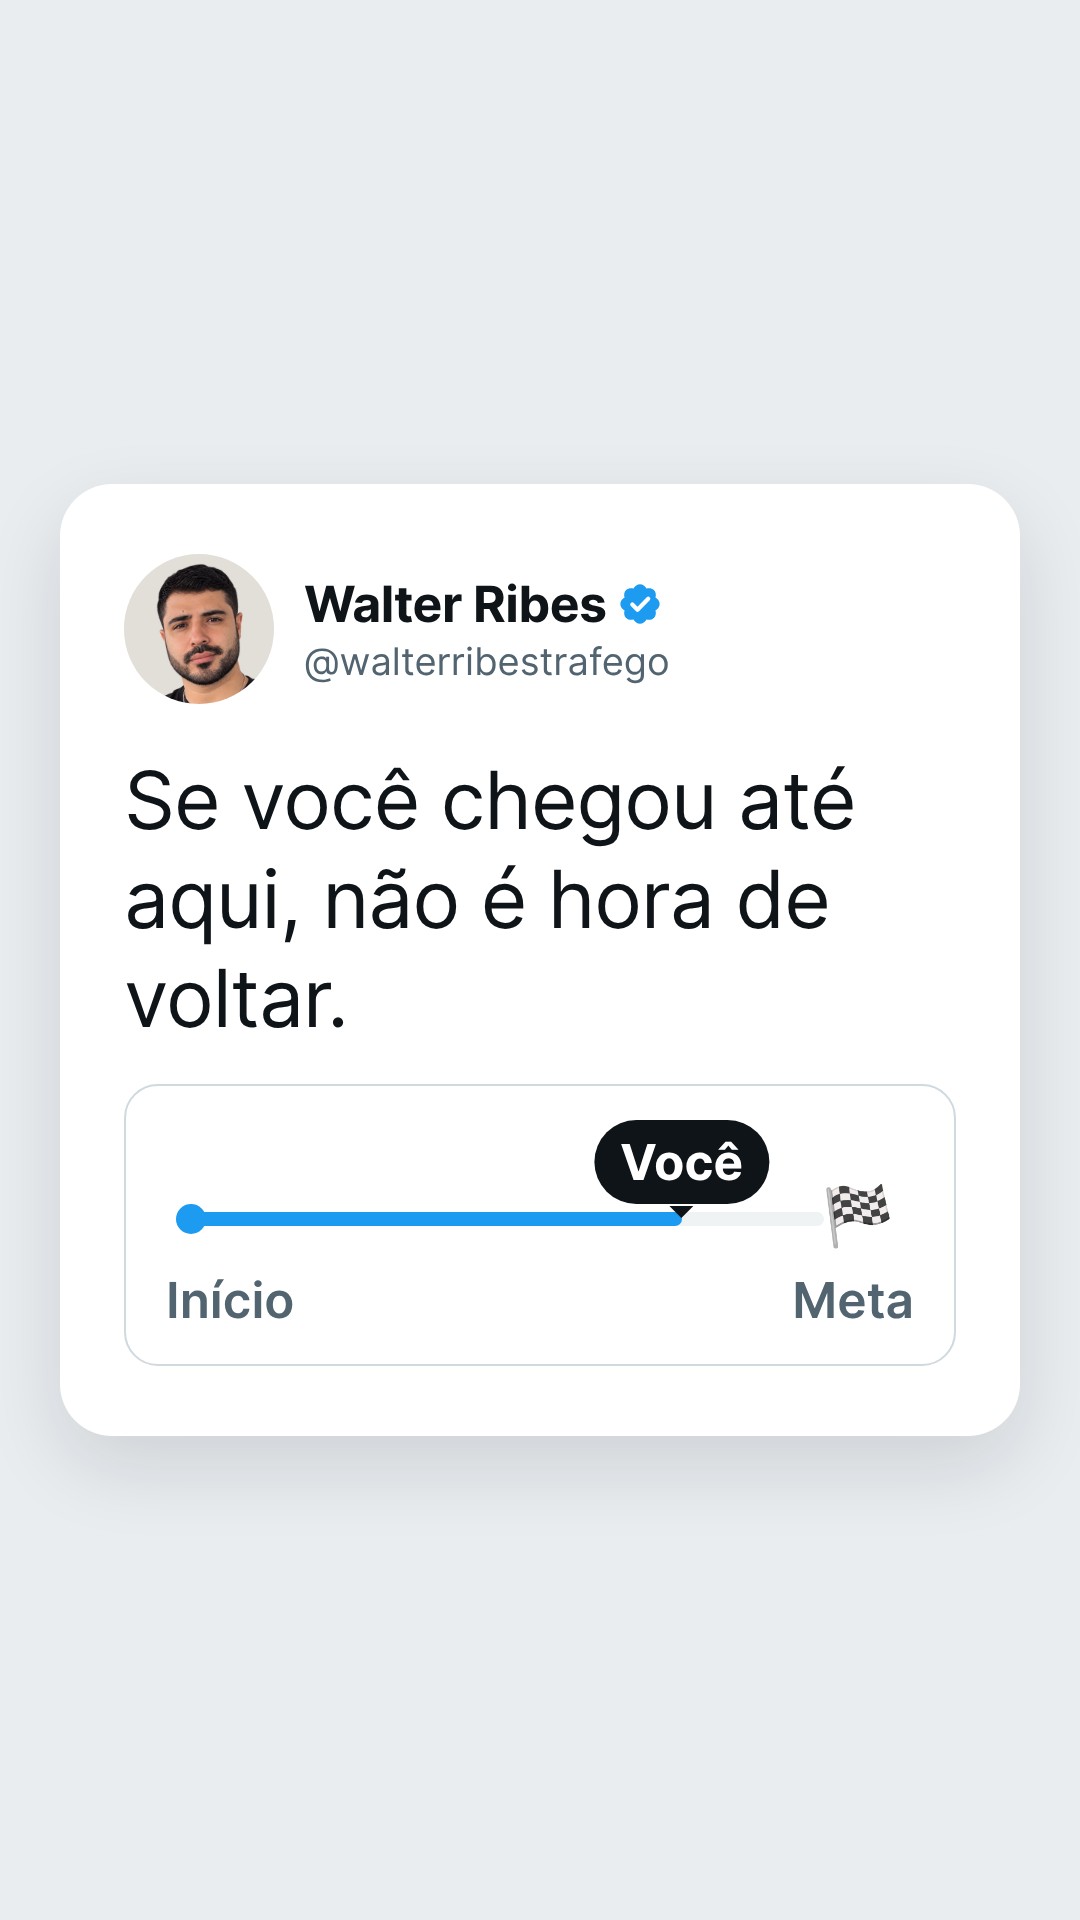 Walter Ribes
@walterribestrafego
Se você chegou até
aqui, não é hora de
voltar.
Você
Início
Meta